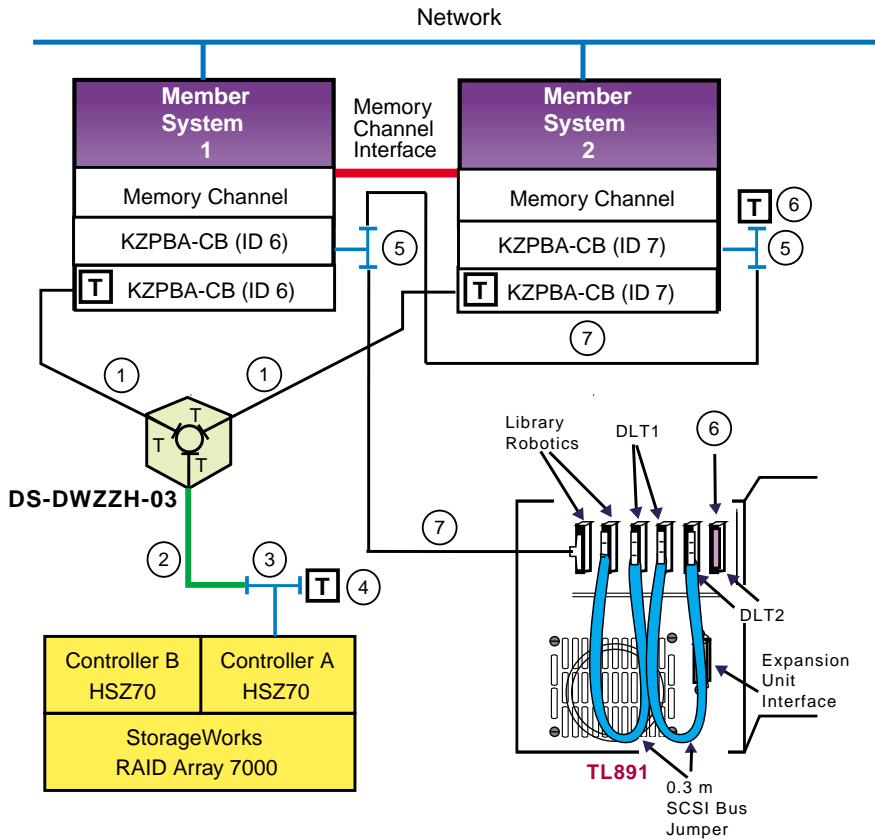 Network
Member
System
1
Memory
Channel
Interface
Member
System
2
Memory Channel
Memory Channel
T
6
KZPBA-CB (ID 6)
5
KZPBA-CB (ID 7)
5
T
KZPBA-CB (ID 6)
T
KZPBA-CB (ID 7)
7
1
1
T
T
T
DS-DWZZH-03
Library
Robotics
DLT1
6
7
2
3
T
4
DLT2
Controller B
HSZ70
Controller A
HSZ70
Expansion
Unit
Interface
StorageWorks
RAID Array 7000
TL891
0.3 m
SCSI Bus
Jumper